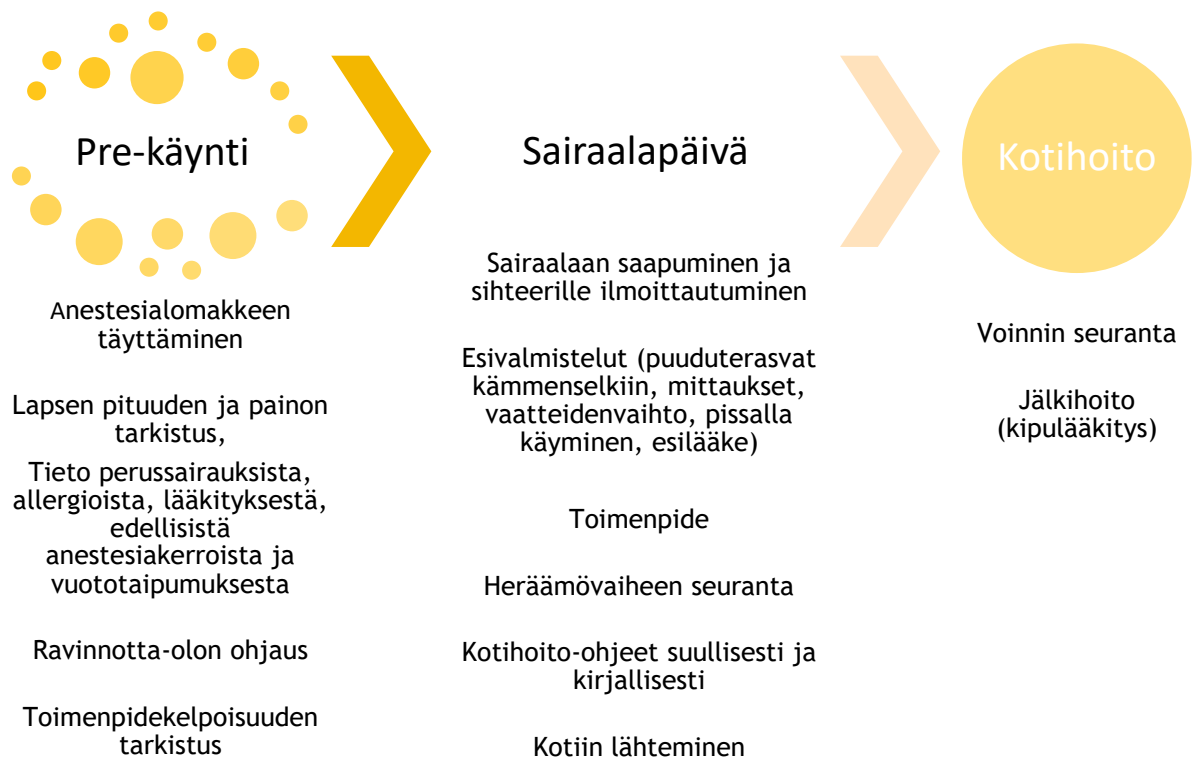 Pre-käynti
Anestesialomakkeen
täyttäminen
Lapsen pituuden ja painon
tarkistus,
Tieto perussairauksista,
allergioista, lääkityksestä,
edellisistä
anestesiakerroista ja
vuototaipumuksesta
Ravinnotta-olon ohjaus
Toimenpidekelpoisuuden
tarkistus
Sairaalapäivä
Sairaalaan saapuminen ja
sihteerille ilmoittautuminen
Esivalmistelut (puuduterasvat
kämmenselkiin, mittaukset,
vaatteidenvaihto, pissalla
käyminen, esilääke)
Toimenpide
Heräämövaiheen seuranta
Kotihoito-ohjeet suullisesti ja
kirjallisesti
Kotiin lähteminen
Kotihoito
Voinnin seuranta
Jälkihoito
(kipulääkitys)